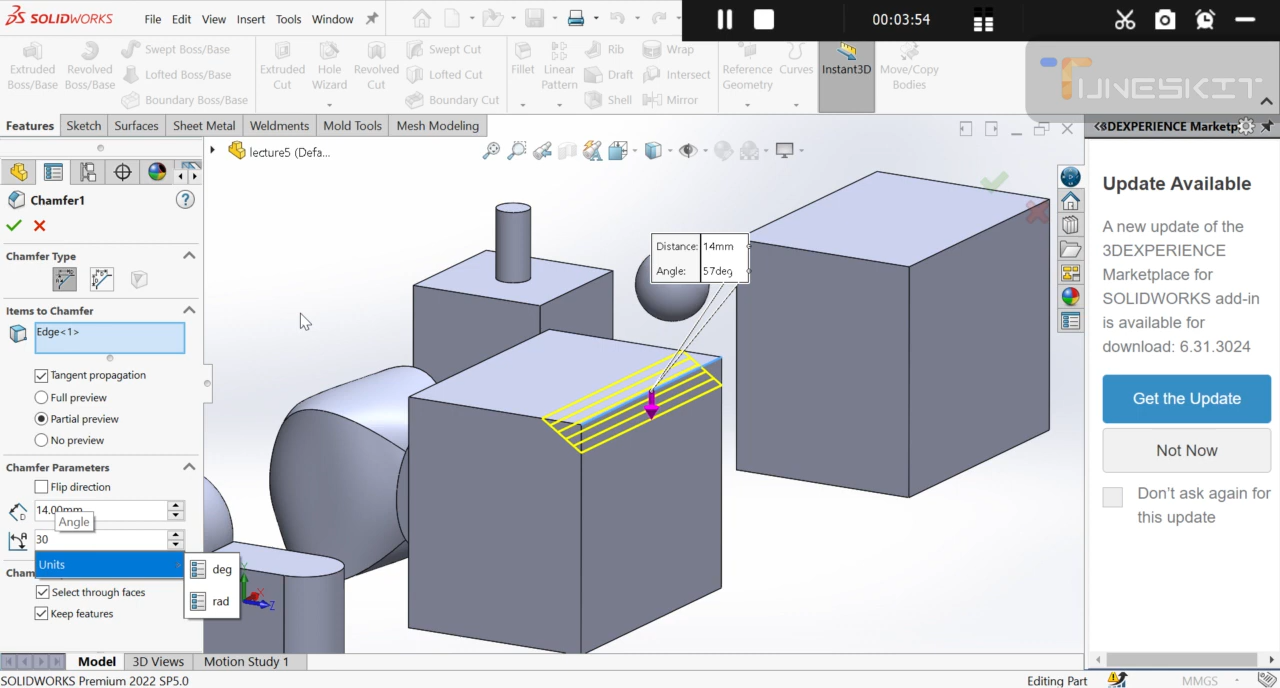 SOLIDWORKS File Edit View Insert Tools Window
00:03:54
TUNESKIT
Extruded Boss/Base
Revolved Boss/Base
Swept Boss/Base
Lofted Boss/Base
Boundary Boss/Base
Extruded Cut
Hole Wizard
Revolved Cut
Swept Cut
Lofted Cut
Boundary Cut
Fillet
Linear Pattern
Rib
Draft
Shell
Wrap
Intersect
Mirror
Reference Geometry
Curves
Instant3D
Move/Copy Bodies
Features Sketch Surfaces Sheet Metal Weldments Mold Tools Mesh Modeling
3DEXPERIENCE Marketp
lecture5 (Defa...
Chamfer1
Chamfer Type
Items to Chamfer
Edge<1>
Tangent propagation
Full preview
Partial preview
No preview
Chamfer Parameters
Flip direction
14.00mm
Angle
30
Units
deg
rad
Cham
Select through faces
Keep features
Distance: 14mm
Angle: 57deg
Y
X
Z
Update Available
A new update of the
3DEXPERIENCE
Marketplace for
SOLIDWORKS add-in
is available for
download: 6.31.3024
Get the Update
Not Now
Don't ask again for
this update
Model 3D Views Motion Study 1
SOLIDWORKS Premium 2022 SP5.0
Editing Part
MMGS